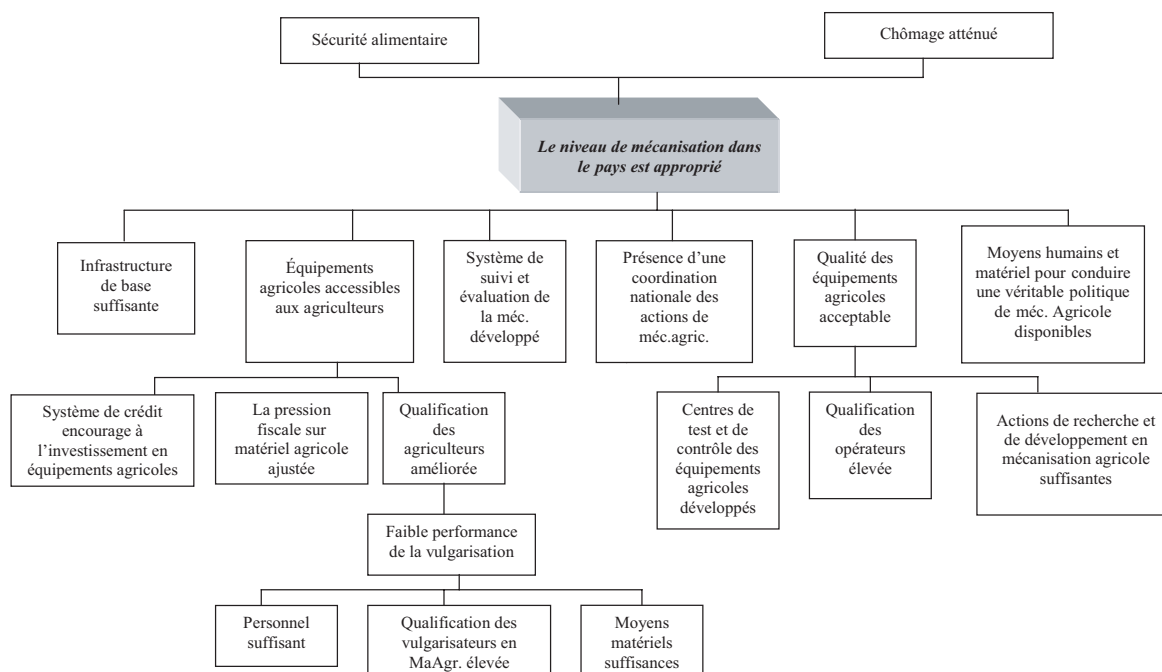 Sécurité alimentaire
Chômage atténué
Le niveau de mécanisation dans
le pays est approprié
Infrastructure
de base
suffisante
Équipements
agricoles accessibles
aux agriculteurs
Système de
suivi et
évaluation de
la méc.
développé
Présence d’une
coordination
nationale des
actions de
méc.agric.
Qualité des
équipements
agricoles
acceptable
Moyens humains et
matériel pour conduire
une véritable politique
de méc. Agricole
disponibles
Système de crédit
encourage à
l’investissement en
équipements agricoles
La pression
fiscale sur
matériel agricole
ajustée
Qualification
des
agriculteurs
améliorée
Centres de
test et de
contrôle des
équipements
agricoles
développés
Qualification
des
opérateurs
élevée
Actions de recherche et
de développement en
mécanisation agricole
suffisantes
Faible performance
de la vulgarisation
Personnel
suffisant
Qualification des
vulgarisateurs en
MaAgr. élevée
Moyens
matériels
suffisances